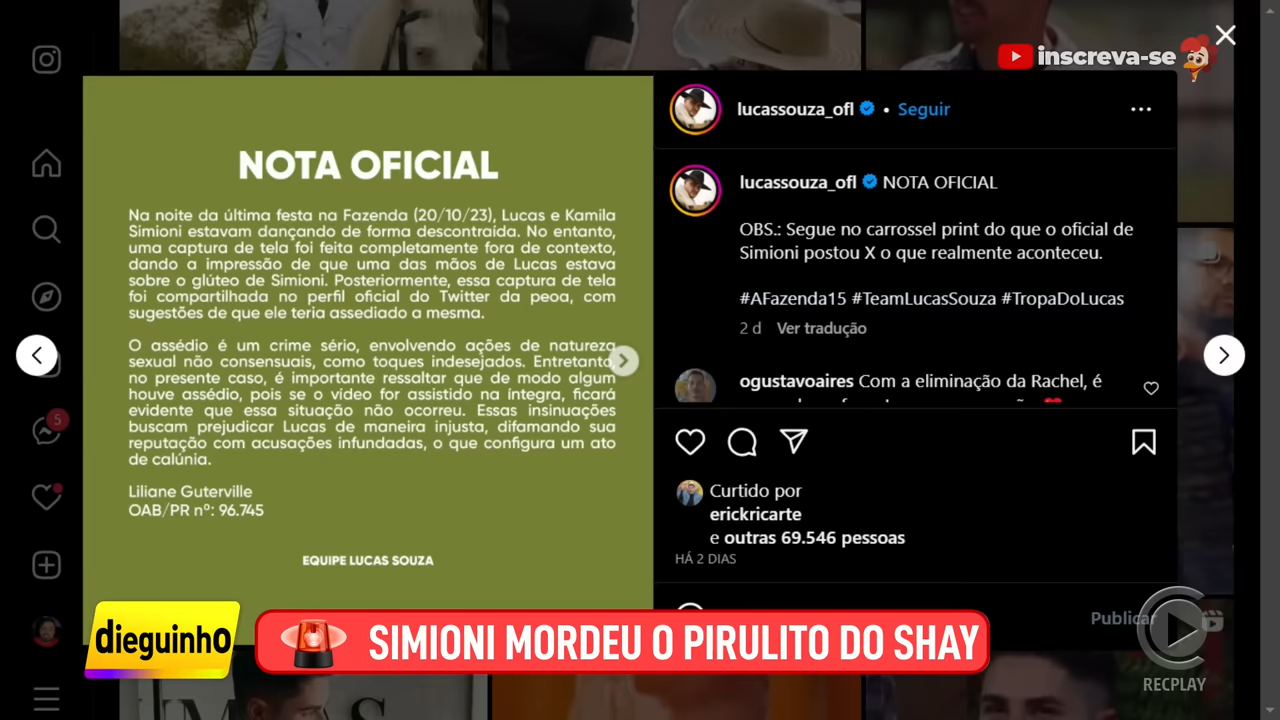 inscreva-se
NOTA OFICIAL
Na noite da última festa na Fazenda (20/10/23), Lucas e Kamila
Simioni estavam dançando de forma descontraída. No entanto,
uma captura de tela foi feita completamente fora de contexto,
dando a impressão de que uma das mãos de Lucas estava
sobre o glúteo de Simioni. Posteriormente, essa captura de tela
foi compartilhada no perfil oficial do Twitter da peoa, com
sugestões de que ele teria assediado a mesma.
O assédio é um crime sério, envolvendo ações de natureza
sexual não consensuais, como toques indesejados. Entretanto,
no presente caso, é importante ressaltar que de modo algum
houve assédio, pois se o vídeo for assistido na íntegra, ficará
evidente que essa situação não ocorreu. Essas insinuações
buscam prejudicar Lucas de maneira injusta, difamando sua
reputação com acusações infundadas, o que configura um ato
de calúnia.
Liliane Guterville
OAB/PR nº: 96.745
EQUIPE LUCAS SOUZA
lucassouza_ofl • Seguir
lucassouza_ofl NOTA OFICIAL
OBS.: Segue no carrossel print do que o oficial de
Simioni postou X o que realmente aconteceu.
#AFazenda15 #TeamLucasSouza #TropaDoLucas
2 d Ver tradução
ogustavoaires Com a eliminação da Rachel, é
Curtido por
erickricarte
e outras 69.546 pessoas
HÁ 2 DIAS
Publicar
5
dieguinho
SIMIONI MORDEU O PIRULITO DO SHAY
RECPLAY